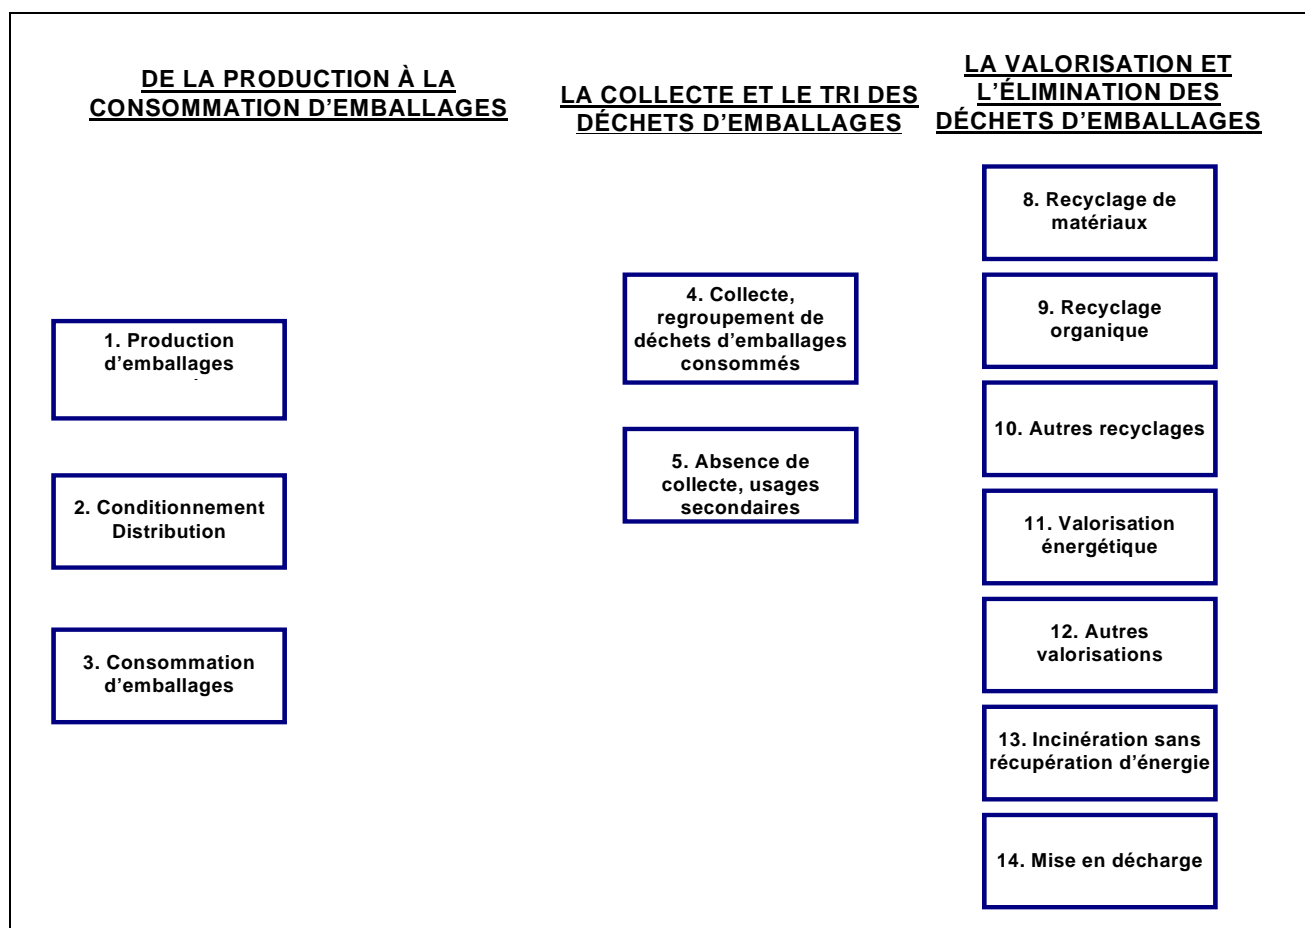 DE LA PRODUCTION À LA
CONSOMMATION D'EMBALLAGES
1. Production
d'emballages
2. Conditionnement
Distribution
3. Consommation
d'emballages
LA COLLECTE ET LE TRI DES
DÉCHETS D'EMBALLAGES
4. Collecte,
regroupement de
déchets d'emballages
consommés
5. Absence de
collecte, usages
secondaires
LA VALORISATION ET
L'ÉLIMINATION DES
DÉCHETS D'EMBALLAGES
8. Recyclage de
matériaux
9. Recyclage
organique
10. Autres recyclages
11. Valorisation
énergétique
12. Autres
valorisations
13. Incinération sans
récupération d'énergie
14. Mise en décharge